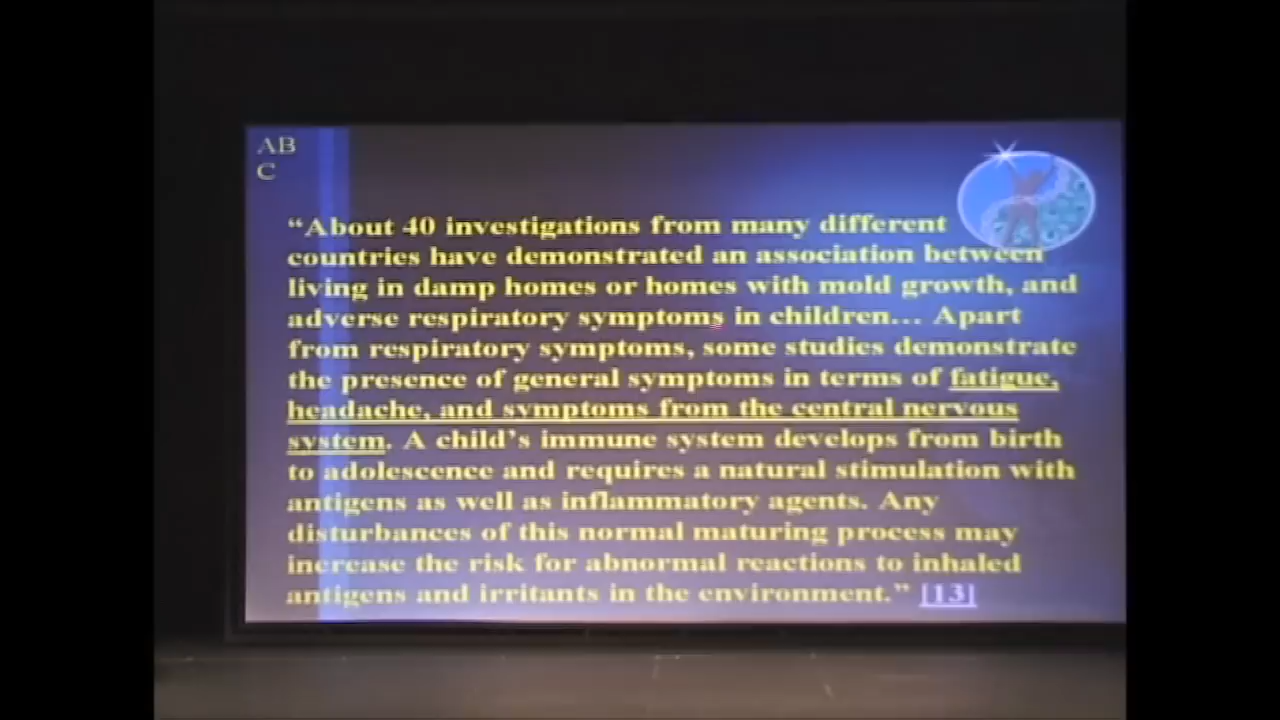 AB
C
“About 40 investigations from many different
countries have demonstrated an association between
living in damp homes or homes with mold growth, and
adverse respiratory symptoms in children... Apart
from respiratory symptoms, some studies demonstrate
the presence of general symptoms in terms of fatigue,
headache, and symptoms from the central nervous
system. A child’s immune system develops from birth
to adolescence and requires a natural stimulation with
antigens as well as inflammatory agents. Any
disturbances of this normal maturing process may
increase the risk for abnormal reactions to inhaled
antigens and irritants in the environment.” [13]